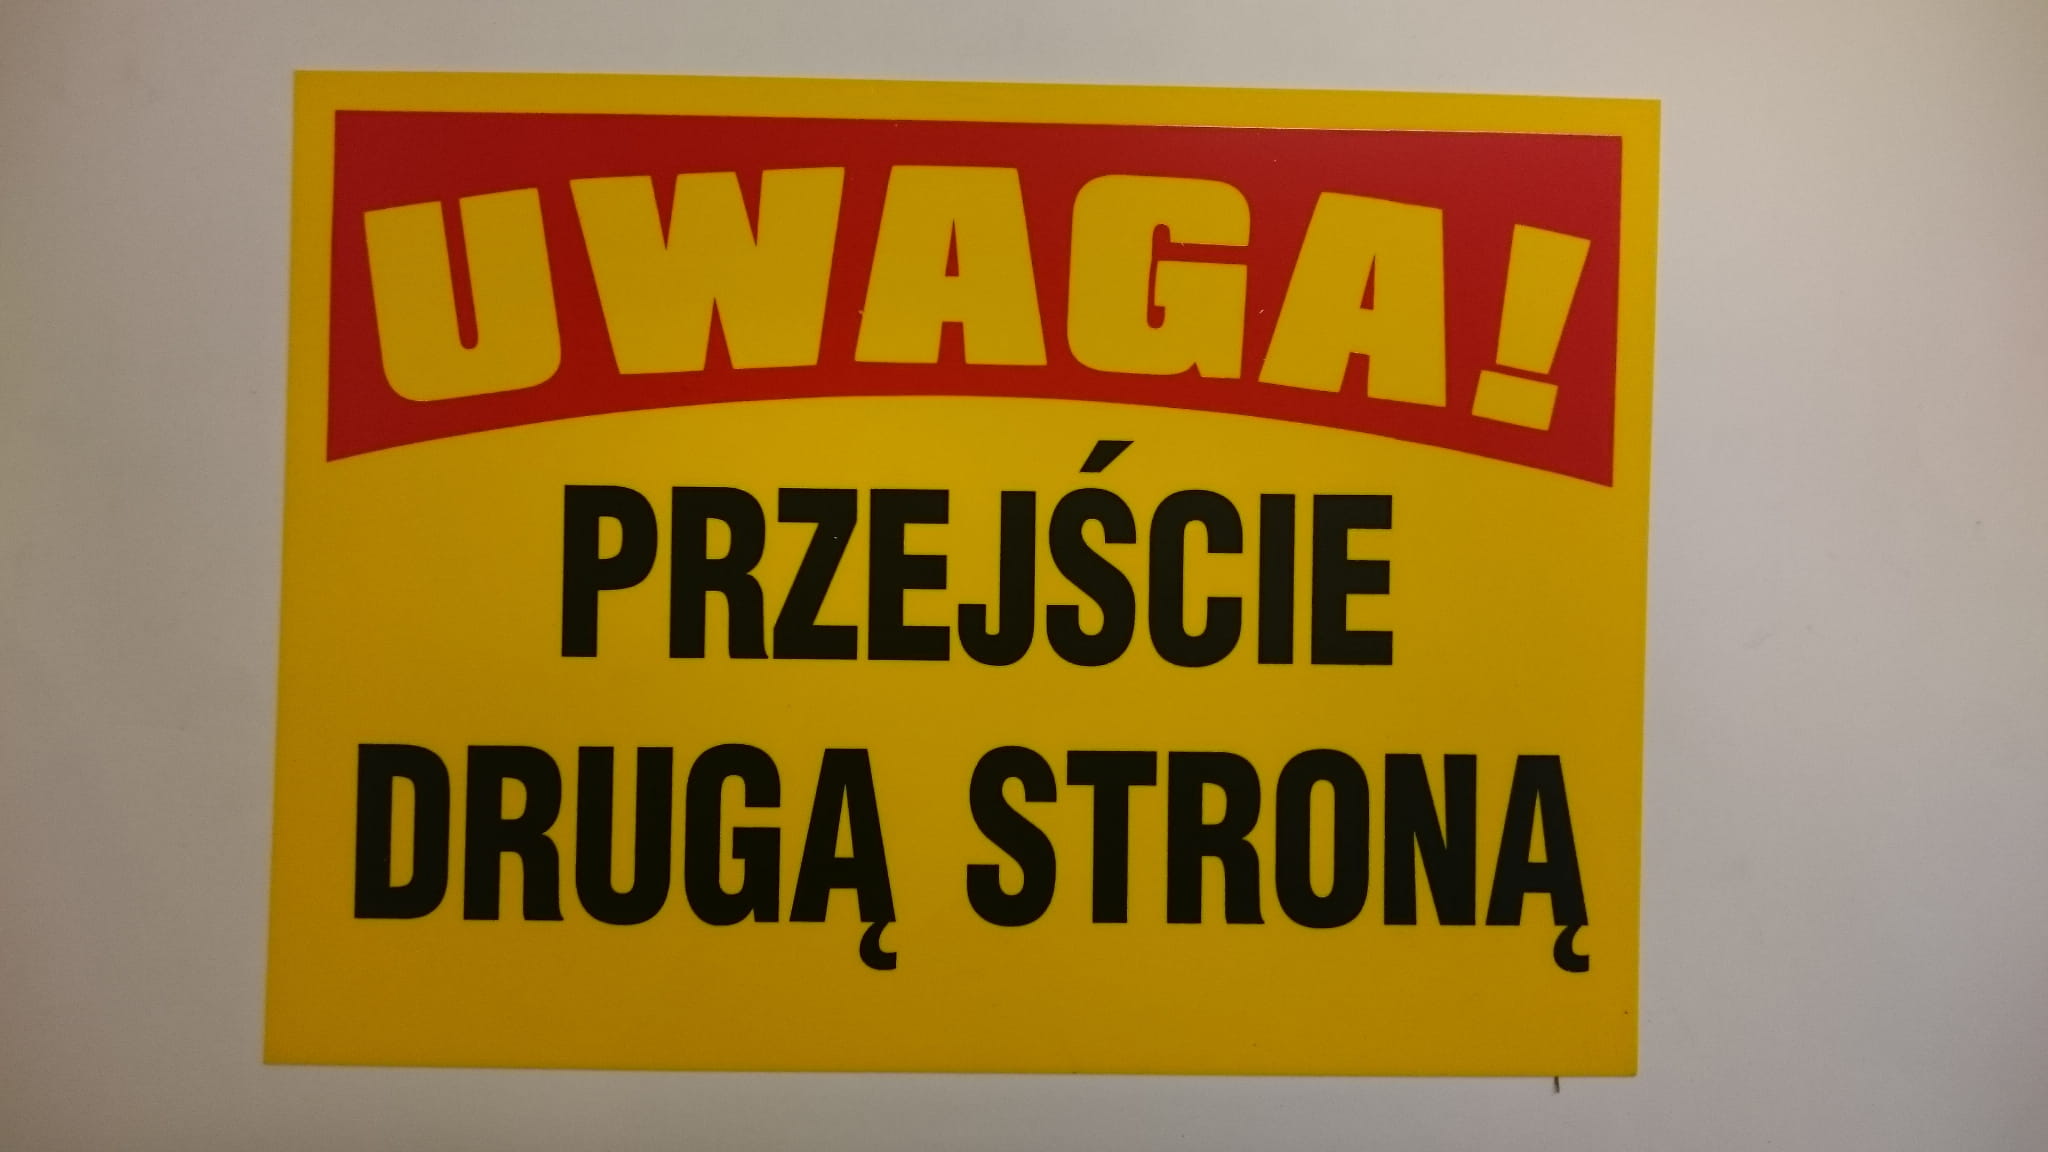 UWAGA!
PRZEJŚCIE
DRUGĄ STRONĄ